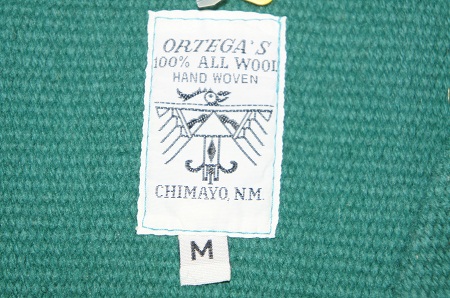 ORTEGA'S
100% ALL WOOL
HAND WOVEN
CHIMAYO, N.M.
M